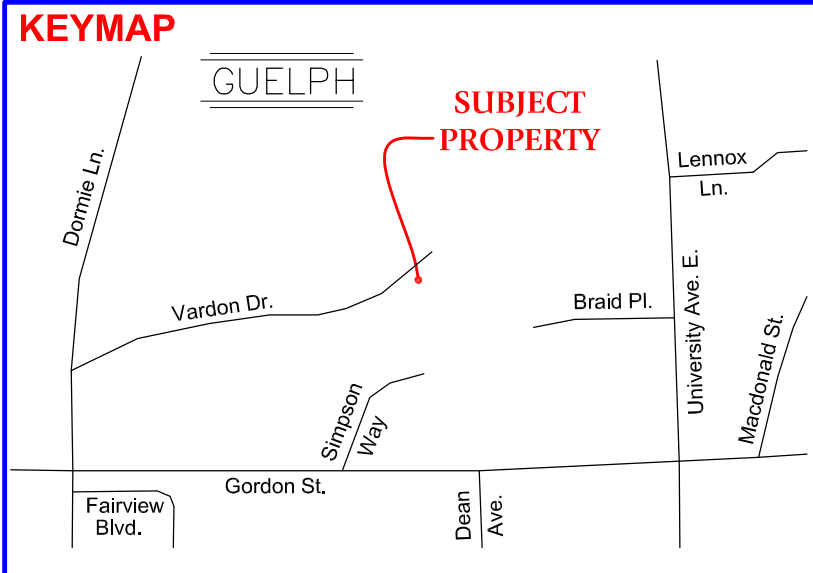 KEYMAP
GUELPH
SUBJECT
PROPERTY
Lennox
Ln.
Dormie Ln.
Vardon Dr.
Braid Pl.
University Ave. E.
Macdonald St.
Simpson
Way
Gordon St.
Fairview
Blvd.
Dean
Ave.